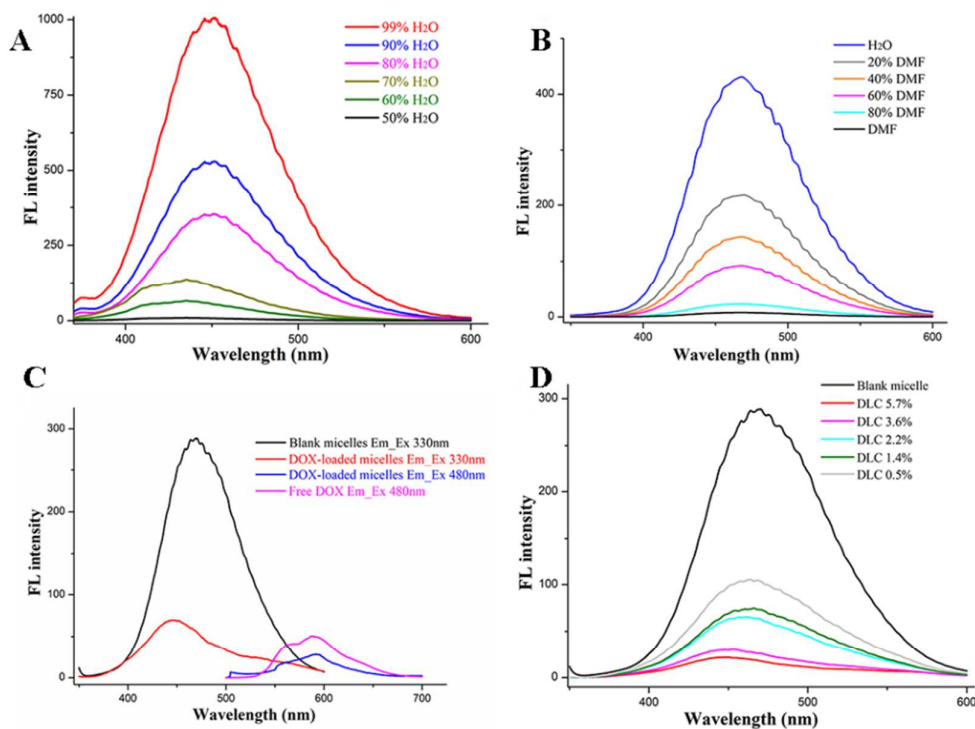 A
FL intensity
1000
750
500
250
0
400
500
600
Wavelength (nm)
99% H2O
90% H2O
80% H2O
70% H2O
60% H2O
50% H2O
B
FL intensity
400
200
0
400
500
600
Wavelength (nm)
H2O
20% DMF
40% DMF
60% DMF
80% DMF
DMF
C
FL intensity
300
200
100
0
400
500
600
700
Wavelength (nm)
Blank micelles Em_Ex 330nm
DOX-loaded micelles Em_Ex 330nm
DOX-loaded micelles Em_Ex 480nm
Free DOX Em_Ex 480nm
D
FL intensity
300
200
100
0
400
500
600
Wavelength (nm)
Blank micelle
DLC 5.7%
DLC 3.6%
DLC 2.2%
DLC 1.4%
DLC 0.5%